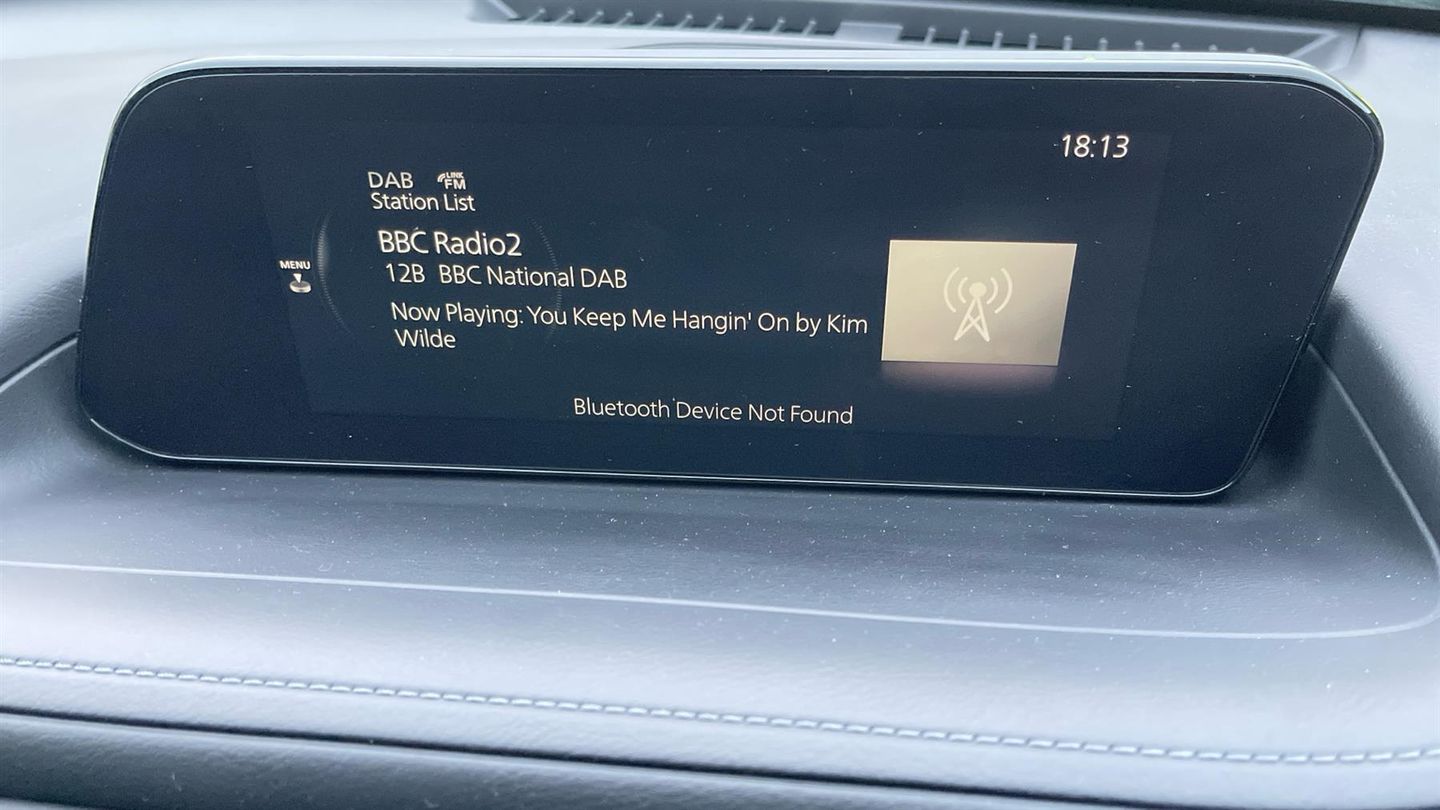 18:13
DAB LINK FM
Station List
BBC Radio2
MENU
12B BBC National DAB
Now Playing: You Keep Me Hangin' On by Kim
Wilde
Bluetooth Device Not Found